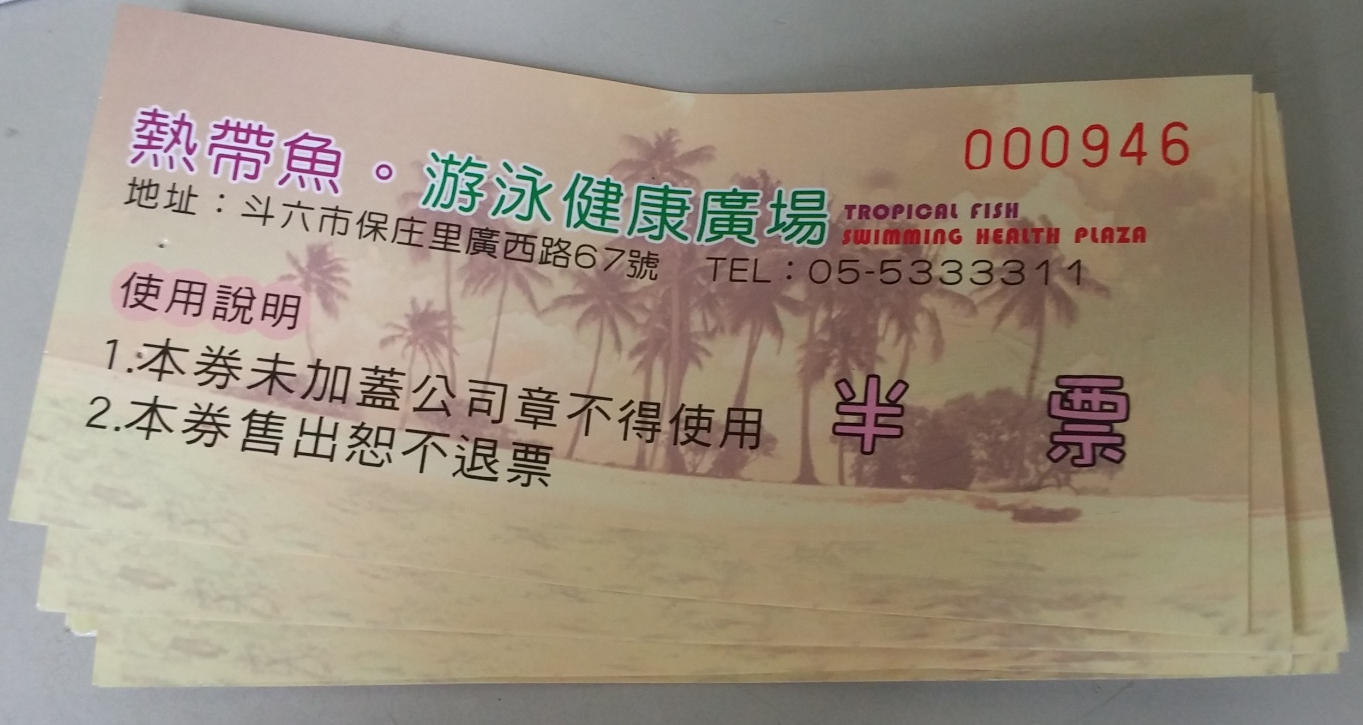 000946
熱帶魚。游泳健康廣場 TROPICAL FISH
SWIMMING HEALTH PLAZA
地址：斗六市保庄里廣西路67號 TEL：05-5333311
使用說明
1.本券未加蓋公司章不得使用
2.本券售出恕不退票
半 票